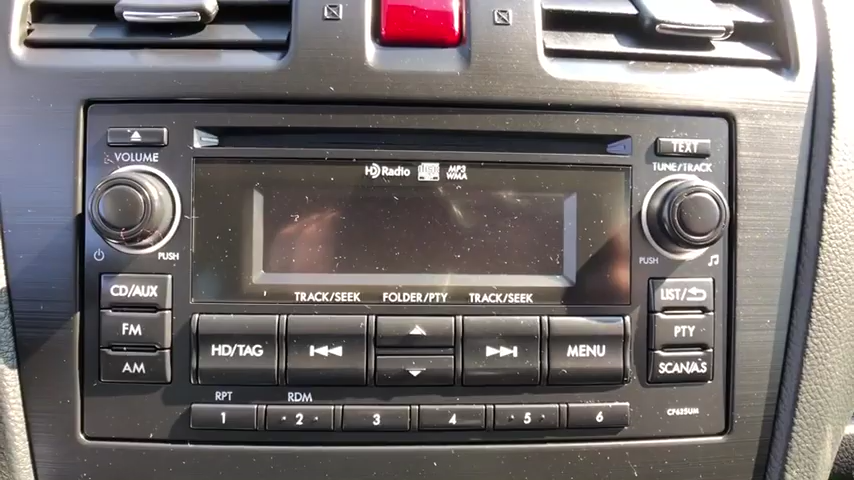 TEXT
VOLUME
TUNE/TRACK
HD Radio
MP3
WMA
PUSH
PUSH
TRACK/SEEK FOLDER/PTY TRACK/SEEK
CD/AUX
LIST/
FM
PTY
HD/TAG
MENU
AM
SCAN/A.S
RPT RDM
1 2 3 4 5 6
CF625UM